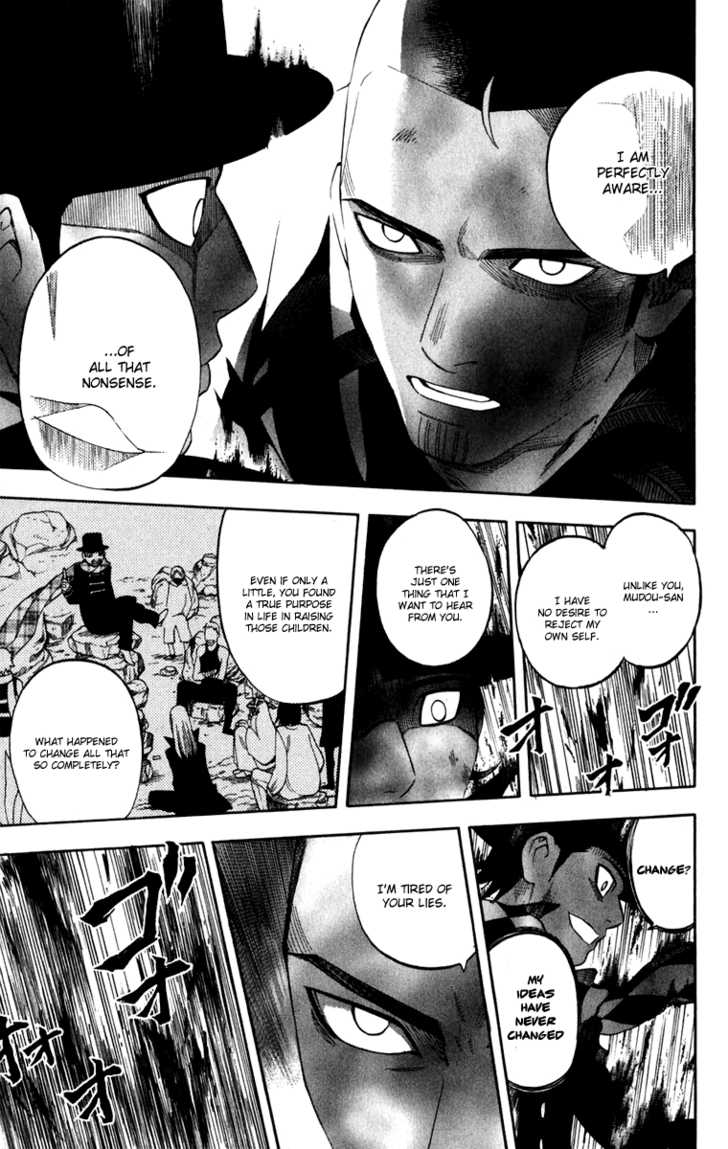 I AM
PERFECTLY
AWARE...
...OF
ALL THAT
NONSENSE.
UNLIKE YOU,
MUDOU-SAN
...
I HAVE
NO DESIRE TO
REJECT MY
OWN SELF.
ゴ
オ
オ
THERE'S
JUST ONE
THING THAT I
WANT TO HEAR
FROM YOU.
EVEN IF ONLY A
LITTLE, YOU FOUND
A TRUE PURPOSE
IN LIFE IN RAISING
THOSE CHILDREN.
WHAT HAPPENED
TO CHANGE ALL THAT
SO COMPLETELY?
CHANGE?
MY
IDEAS
HAVE
NEVER
CHANGED
I'M TIRED OF
YOUR LIES.
ゴ
オ
オ
オ
オ